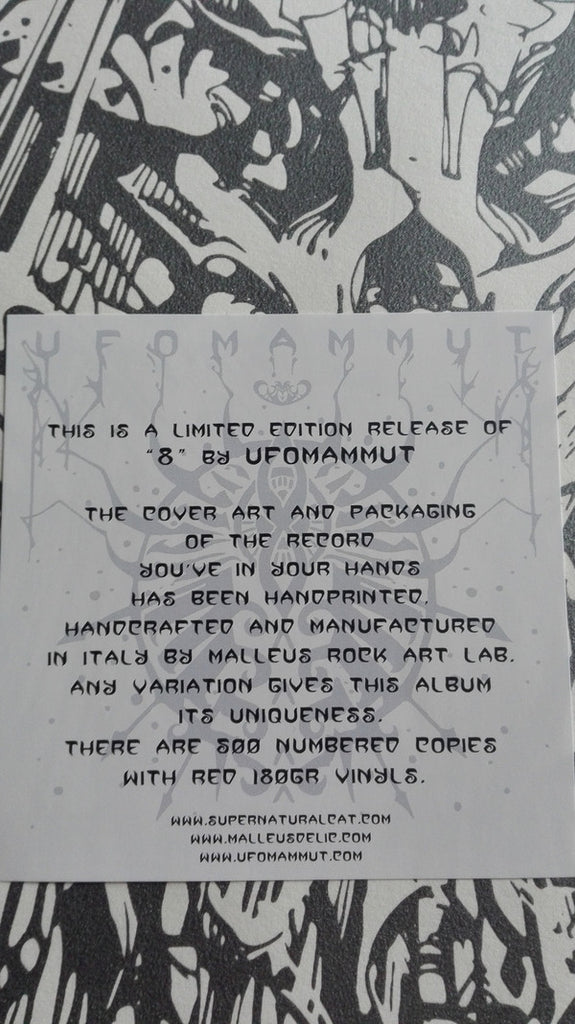 UFOMAMMUT
THIS IS A LIMITED EDITION RELEASE OF
"8" BY UFOMAMMUT
THE COVER ART AND PACKAGING
OF THE RECORD
YOU'VE IN YOUR HANDS
HAS BEEN HANDPRINTED,
HANDCRAFTED AND MANUFACTURED
IN ITALY BY MALLEUS ROCK ART LAB.
ANY VARIATION GIVES THIS ALBUM
ITS UNIQUENESS.
THERE ARE 500 NUMBERED COPIES
WITH RED 180GR VINYLS.
WWW.SUPERNATURALCAT.COM
WWW.MALLEUSDELIC.COM
WWW.UFOMAMMUT.COM